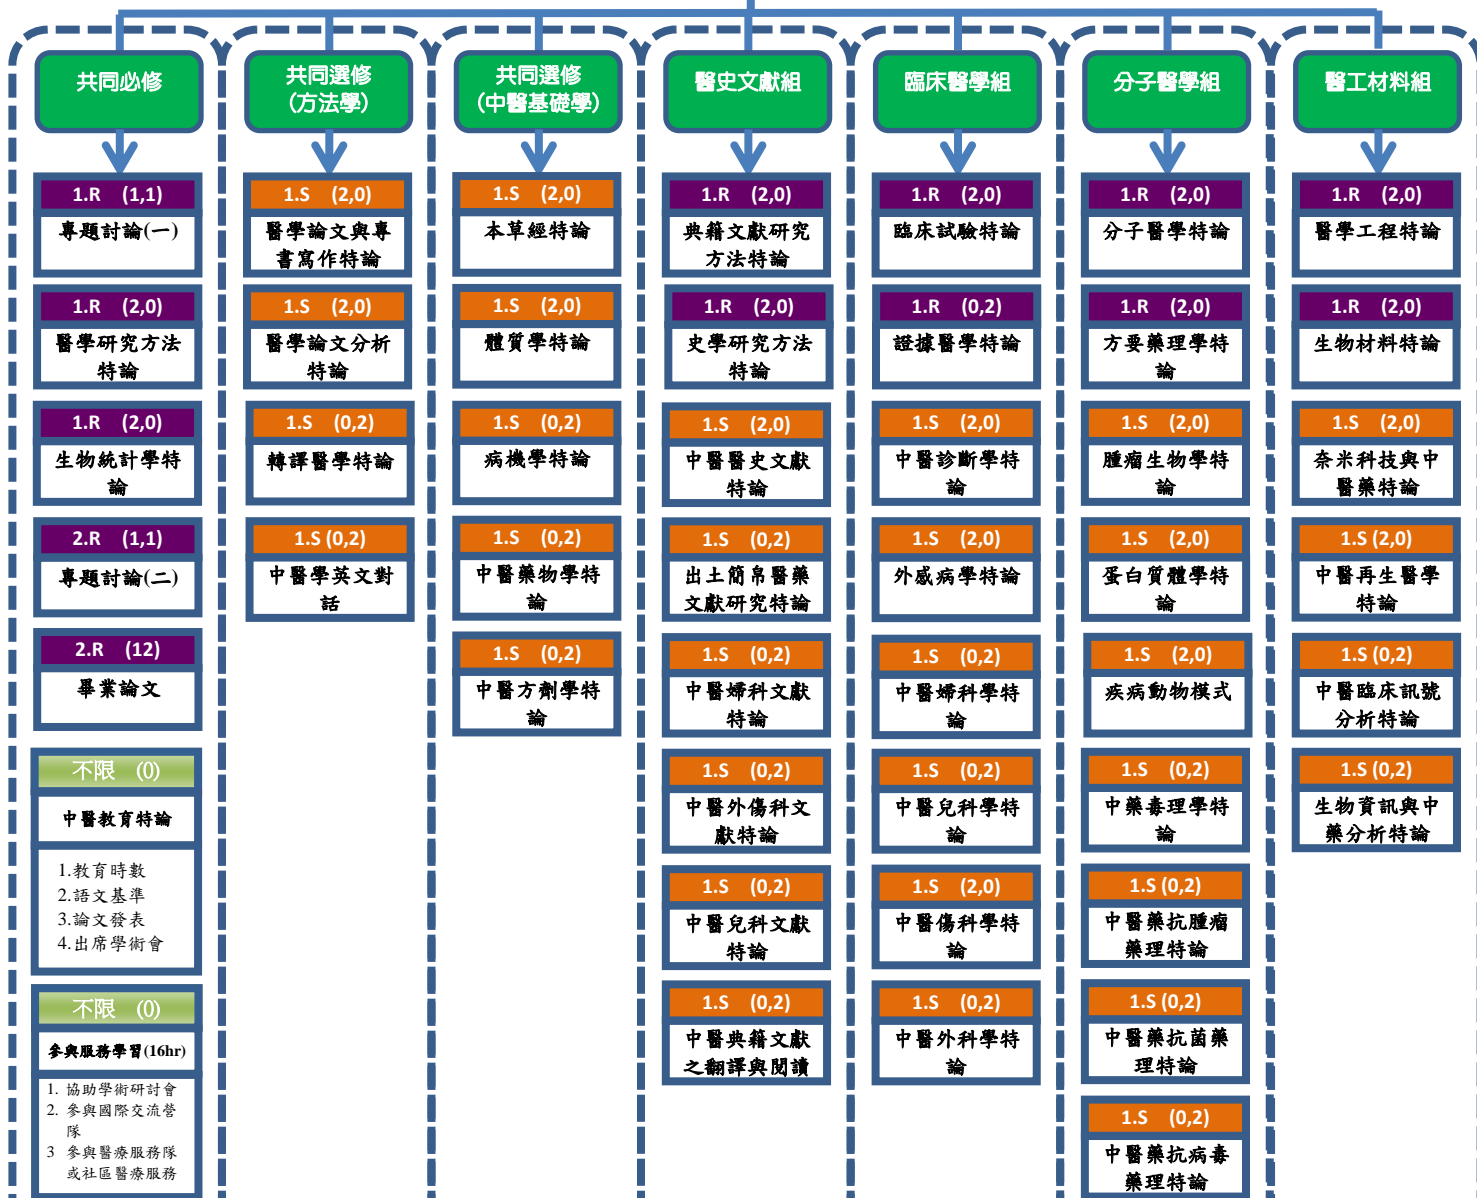 共同必修
1.R (1,1)
專題討論(一)
1.R (2,0)
醫學研究方法
特論
1.R (2,0)
生物統計學特
論
2.R (1,1)
專題討論(二)
2.R (12)
畢業論文
不限 (0)
中醫教育特論
1.教育時數
2.語文基準
3.論文發表
4.出席學術會
不限 (0)
參與服務學習(16hr)
1. 協助學術研討會
2. 參與國際交流營
隊
3 參與醫療服務隊
或社區醫療服務
共同選修
(方法學)
1.S (2,0)
醫學論文與專
書寫作特論
1.S (2,0)
醫學論文分析
特論
1.S (0,2)
轉譯醫學特論
1.S (0,2)
中醫學英文對
話
共同選修
(中醫基礎學)
1.S (2,0)
本草經特論
1.S (2,0)
體質學特論
1.S (0,2)
病機學特論
1.S (0,2)
中醫藥物學特
論
1.S (0,2)
中醫方劑學特
論
醫史文獻組
1.R (2,0)
典籍文獻研究
方法特論
1.R (2,0)
史學研究方法
特論
1.S (2,0)
中醫醫史文獻
特論
1.S (0,2)
出土簡帛醫藥
文獻研究特論
1.S (0,2)
中醫婦科文獻
特論
1.S (0,2)
中醫外傷科文
獻特論
1.S (0,2)
中醫兒科文獻
特論
1.S (0,2)
中醫典籍文獻
之翻譯與閱讀
臨床醫學組
1.R (2,0)
臨床試驗特論
1.R (0,2)
證據醫學特論
1.S (2,0)
中醫診斷學特
論
1.S (2,0)
外感病學特論
1.S (0,2)
中醫婦科學特
論
1.S (0,2)
中醫兒科學特
論
1.S (2,0)
中醫傷科學特
論
1.S (0,2)
中醫外科學特
論
分子醫學組
1.R (2,0)
分子醫學特論
1.R (2,0)
方要藥理學特
論
1.S (2,0)
腫瘤生物學特
論
1.S (2,0)
蛋白質體學特
論
1.S (2,0)
疾病動物模式
1.S (0,2)
中藥毒理學特
論
1.S (0,2)
中醫藥抗腫瘤
藥理特論
1.S (0,2)
中醫藥抗菌藥
理特論
1.S (0,2)
中醫藥抗病毒
藥理特論
醫工材料組
1.R (2,0)
醫學工程特論
1.R (2,0)
生物材料特論
1.S (2,0)
奈米科技與中
醫藥特論
1.S (2,0)
中醫再生醫學
特論
1.S (0,2)
中醫臨床訊號
分析特論
1.S (0,2)
生物資訊與中
藥分析特論